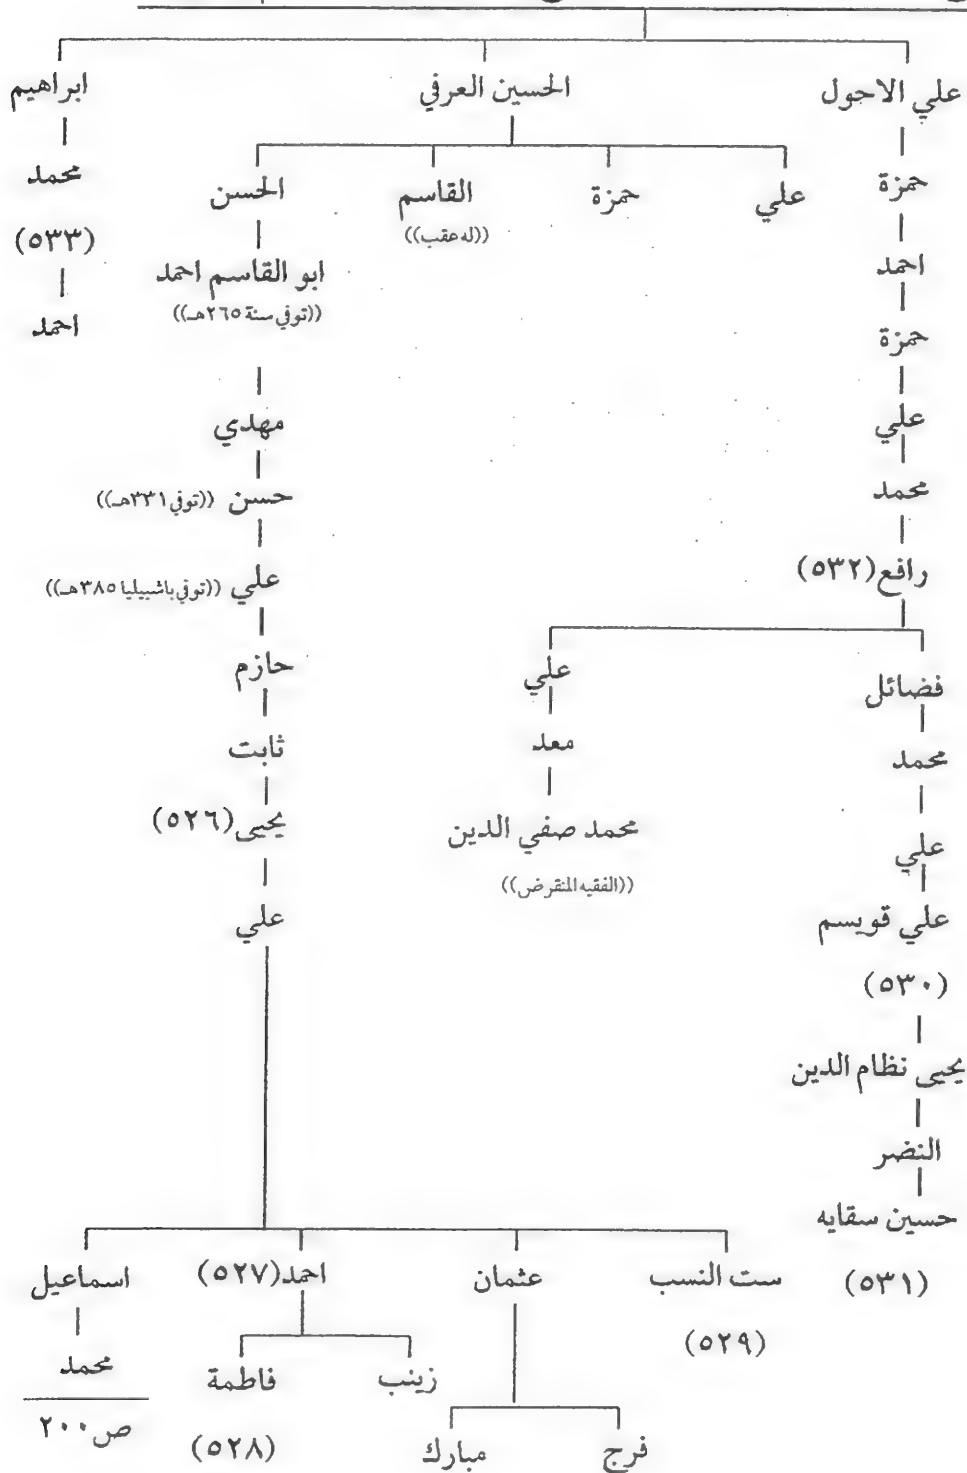 علي الاحول
الحسين العرفي
ابراهيم
حمزة
احمد
حمزة
علي
محمد
رافع (٥٣٢)
فضائل
محمد
علي
علي قويسم
(٥٣٠)
يحيى نظام الدين
النضر
حسين سقايه
(٥٣١)
علي
معد
محمد صفي الدين
((الفقيه المنقرض))
علي
حمزة
القاسم
((له عقب))
الحسن
ابو القاسم احمد
((توفي سنة ٢٦٥هـ))
مهدي
حسن ((توفي ٣٣١هـ))
علي ((توفي باشبيليا ٣٨٥هـ))
حازم
ثابت
يحيى (٥٢٦)
علي
ست النسب
(٥٢٩)
عثمان
فرج
مبارك
احمد (٥٢٧)
زينب
فاطمة
(٥٢٨)
اسماعيل
محمد
ص ٢٠٠
محمد
(٥٣٣)
احمد